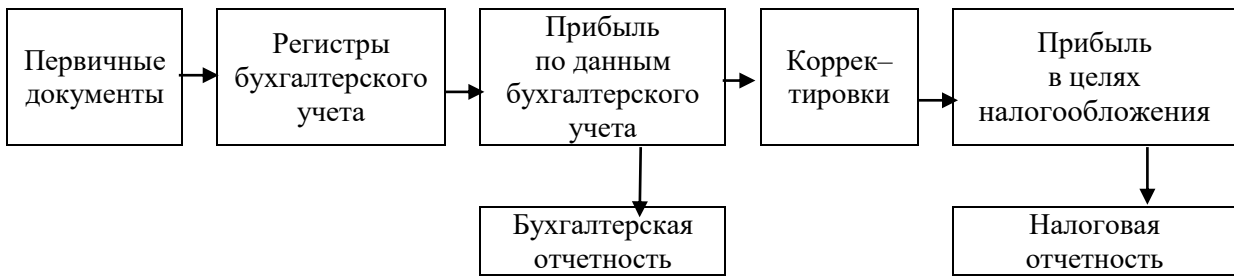 Первичные
документы
Регистры
бухгалтерского
учета
Прибыль
по данным
бухгалтерского
учета
Коррек–
тировки
Прибыль
в целях
налогообложения
Бухгалтерская
отчетность
Налоговая
отчетность